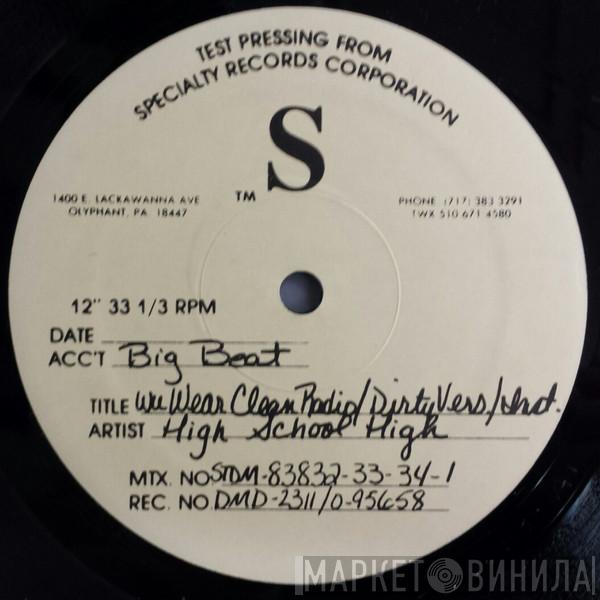 TEST PRESSING FROM
SPECIALTY RECORDS CORPORATION
S
TM
1400 E. LACKAWANNA AVE
OLYPHANT, PA 18447
PHONE (717) 383 3291
TWX 510 671 4580
12" 33 1/3 RPM
DATE
ACC'T Big Beat
TITLE Wu Wear Clean Radio/Dirty Vers/Inst.
ARTIST High School High
MTX. NO. STDM-83832-33-34-1
REC. NO. DMD-2311/0-95658
МАРКЕТ ВИНИЛА